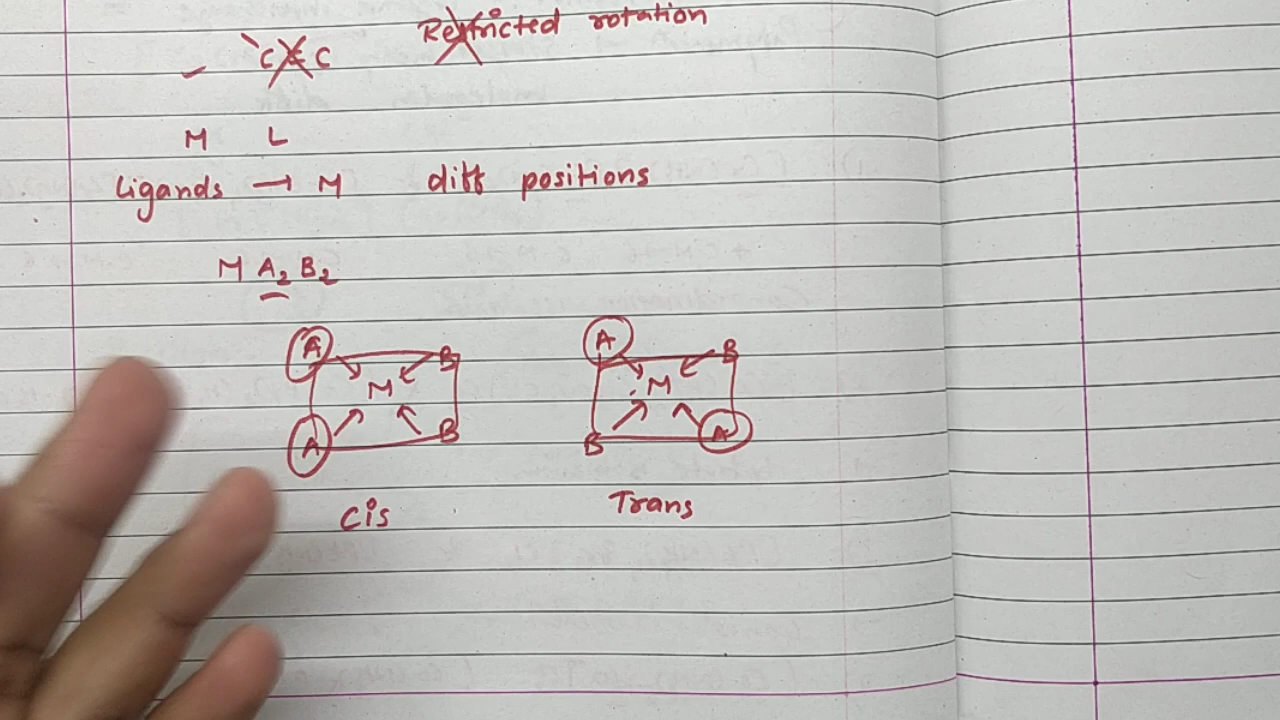 Restricted rotation
C = C
M L
Ligands → M diff positions
M A₂ B₂
A B A B
M M
A B B A
Cis Trans